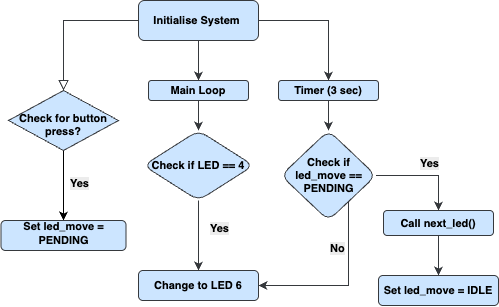 Initialise System
Main Loop
Timer (3 sec)
Check for button
press?
Check if LED == 4
Check if
led_move ==
PENDING
Yes
Yes
Set led_move =
PENDING
Yes
Call next_led()
No
Change to LED 6
Set led_move = IDLE